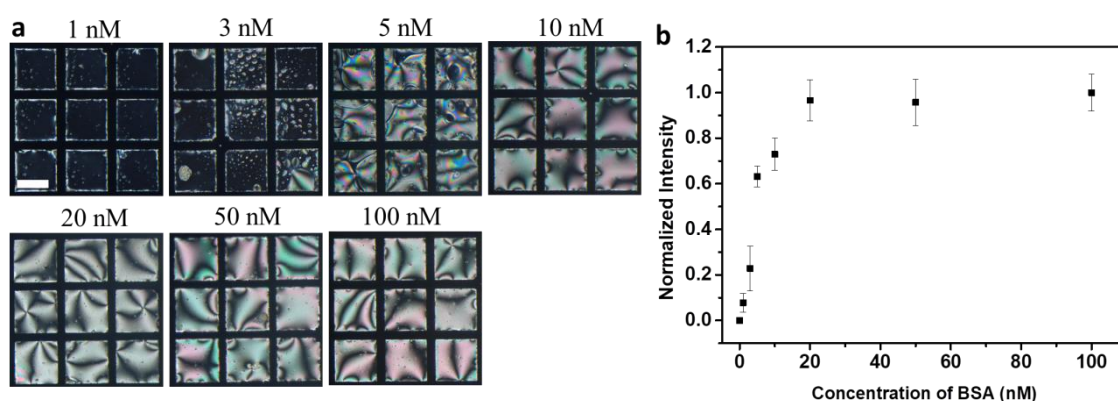 a
1 nM 3 nM 5 nM 10 nM
20 nM 50 nM 100 nM
b
Normalized Intensity
1.2
1.0
0.8
0.6
0.4
0.2
0.0
0 20 40 60 80 100
Concentration of BSA (nM)